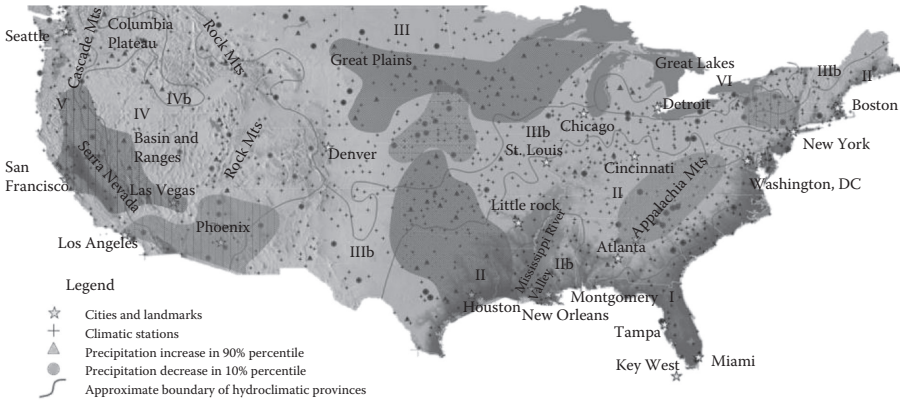 Seattle
Cascade Mts
Columbia
Plateau
Rock Mts
III
Great Plains
Great Lakes
VI
IIIb
II
V
IVb
IV
Basin and
Ranges
Rock Mts
Detroit
Boston
IIIb
Chicago
St. Louis
Denver
New York
Cincinnati
San
Francisco
Serra Nevada
Las Vegas
II
Appalachia Mts
Washington, DC
Little rock
Phoenix
Los Angeles
Mississippi River
Valley
Atlanta
IIIb
II
IIb
Houston
New Orleans
Montgomery
I
Tampa
Key West
Miami
Legend
Cities and landmarks
Climatic stations
Precipitation increase in 90% percentile
Precipitation decrease in 10% percentile
Approximate boundary of hydroclimatic provinces